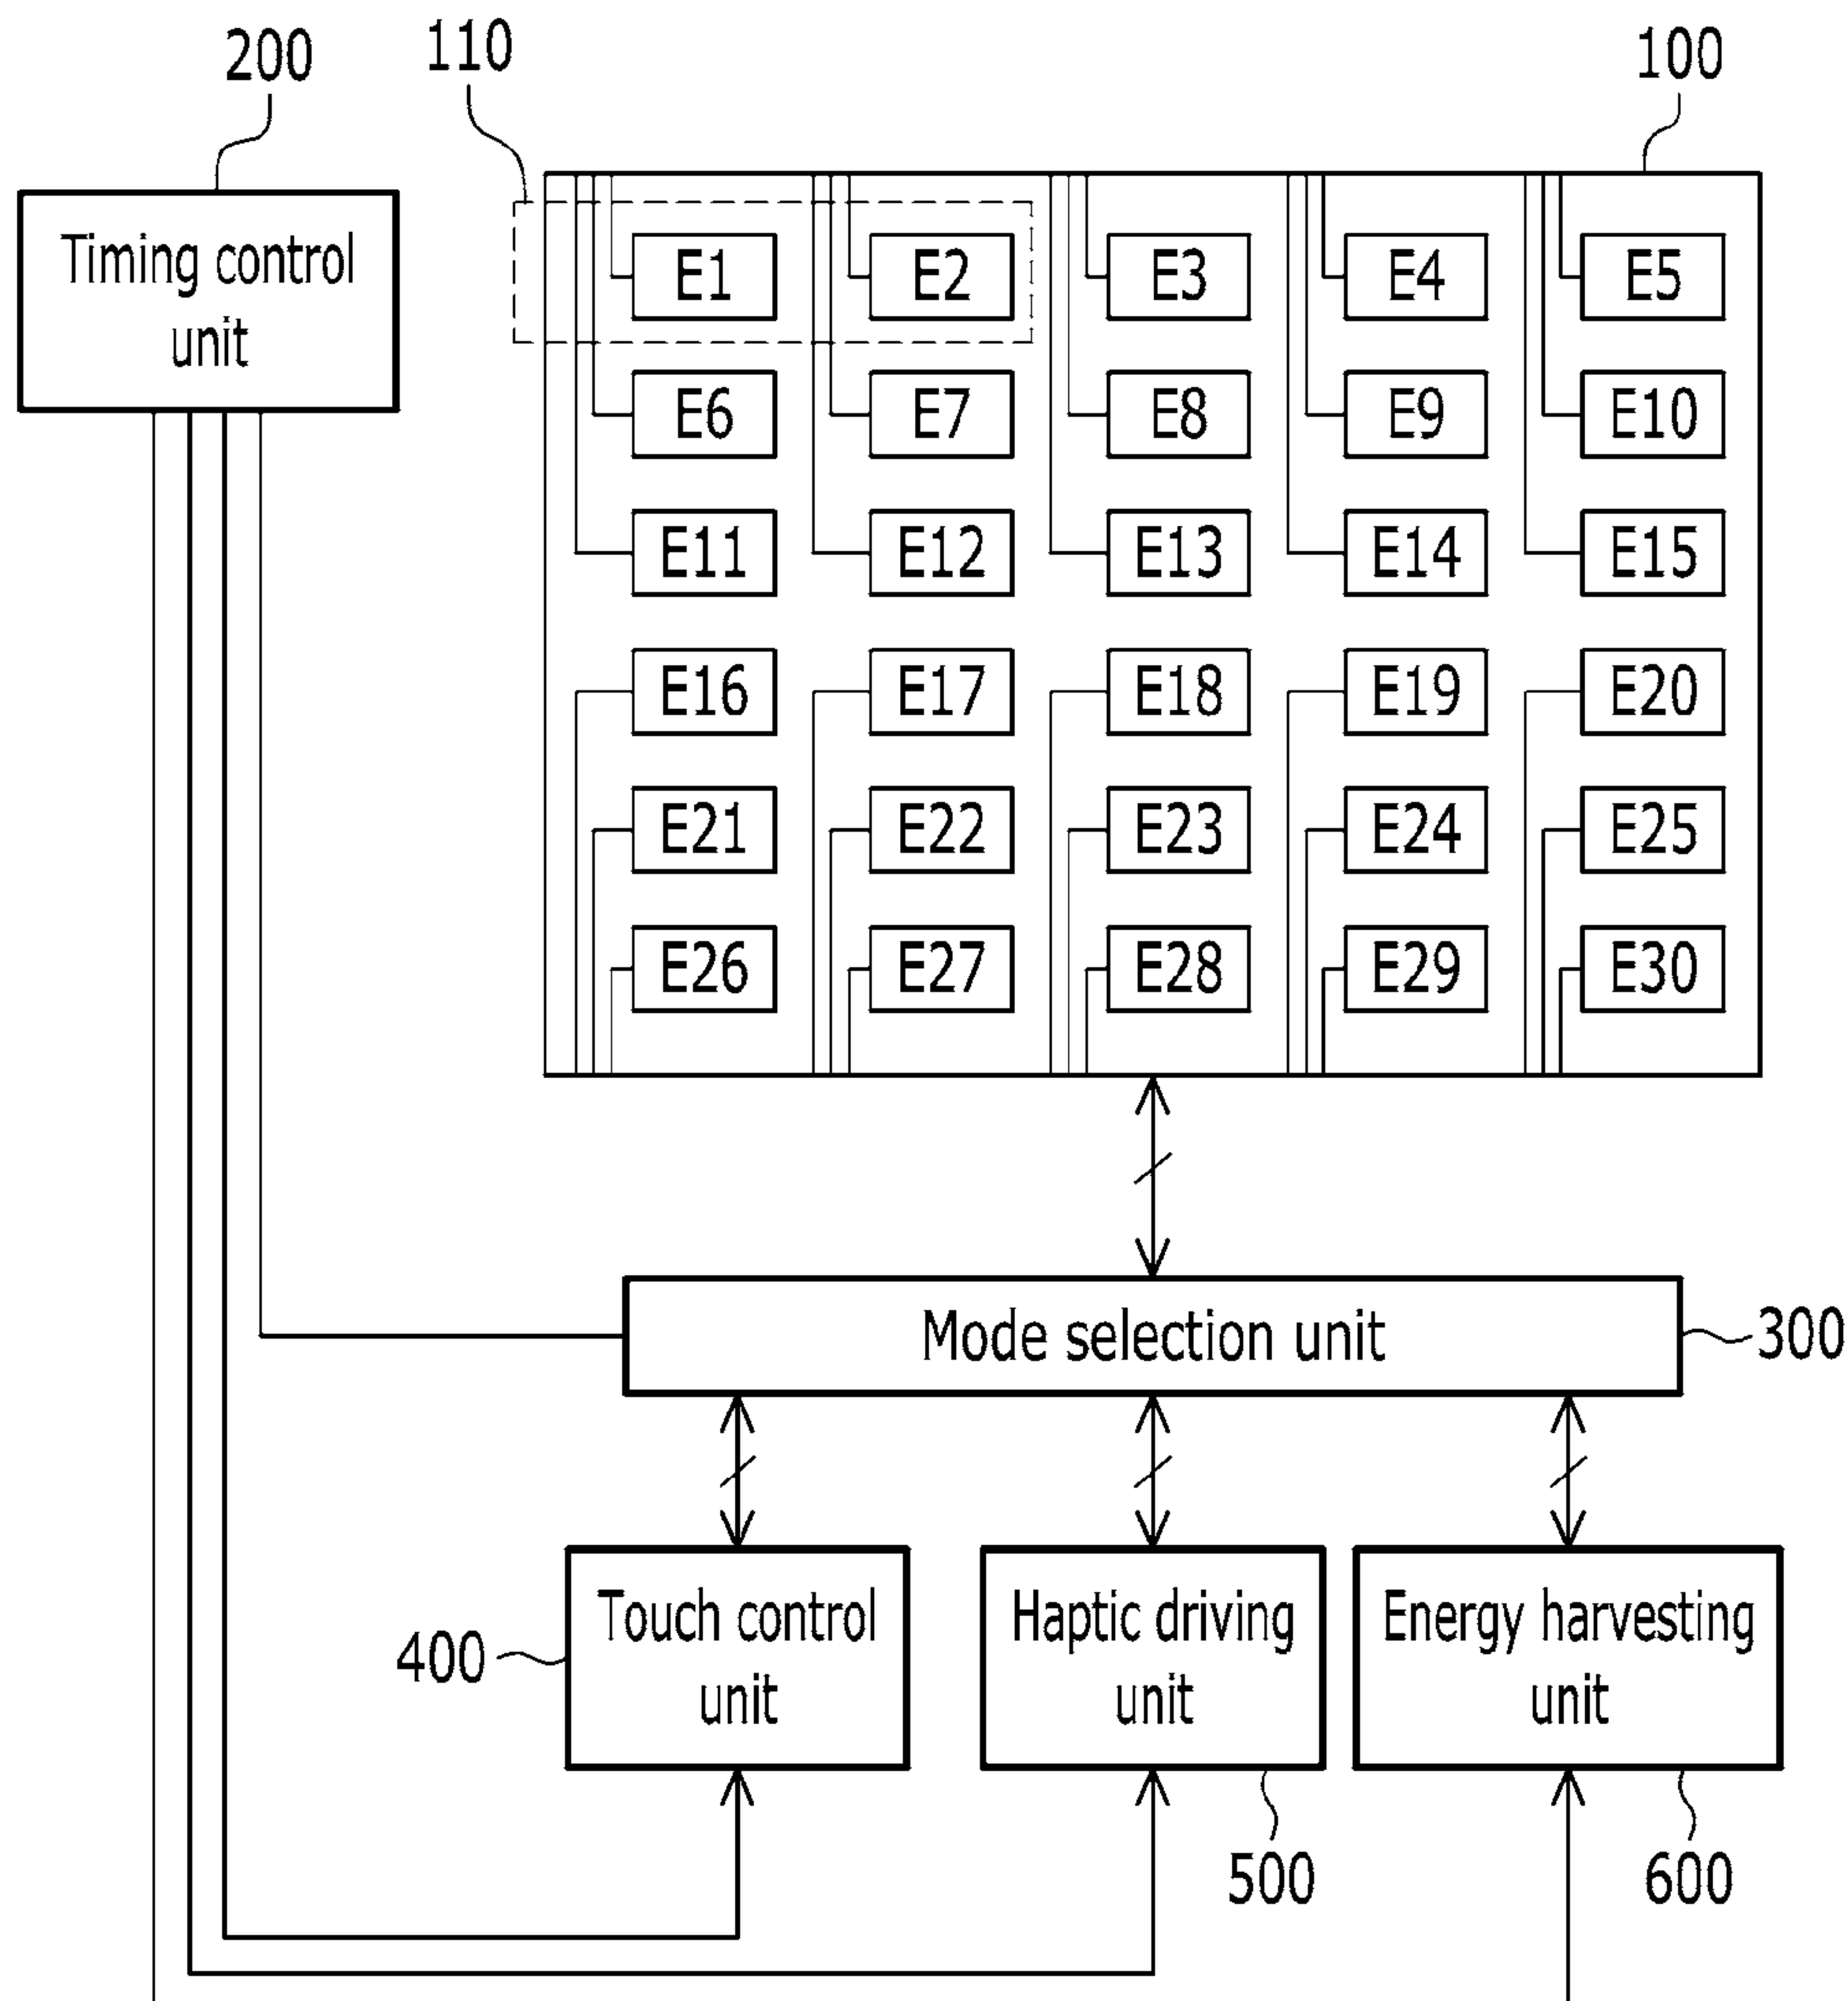 200
110
100
Timing control
unit
E1 E2 E3 E4 E5
E6 E7 E8 E9 E10
E11 E12 E13 E14 E15
E16 E17 E18 E19 E20
E21 E22 E23 E24 E25
E26 E27 E28 E29 E30
Mode selection unit
300
Touch control
unit
400
Haptic driving
unit
500
Energy harvesting
unit
600